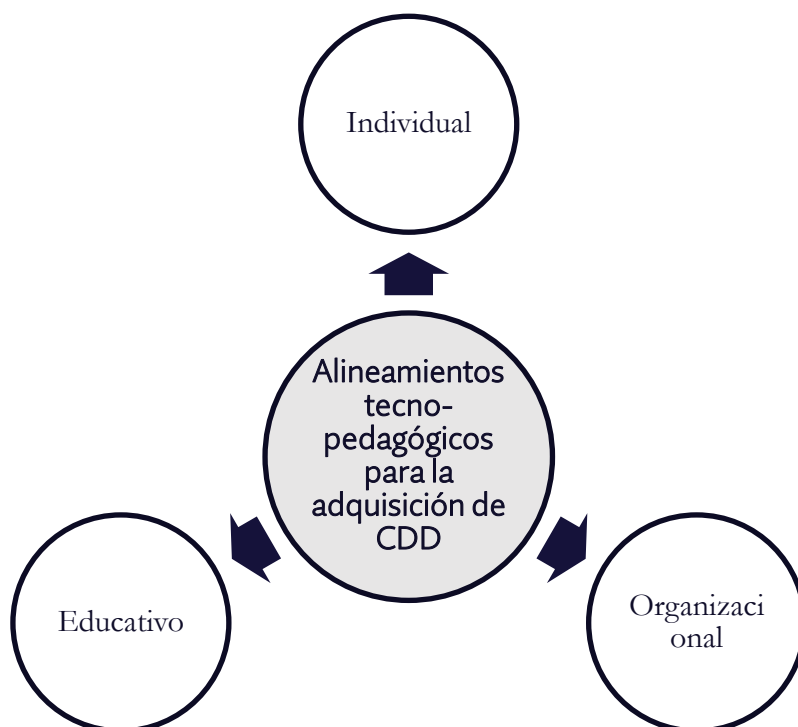 Individual
Alineamientos
tecno-
pedagógicos
para la
adquisición de
CDD
Educativo
Organizaci
onal